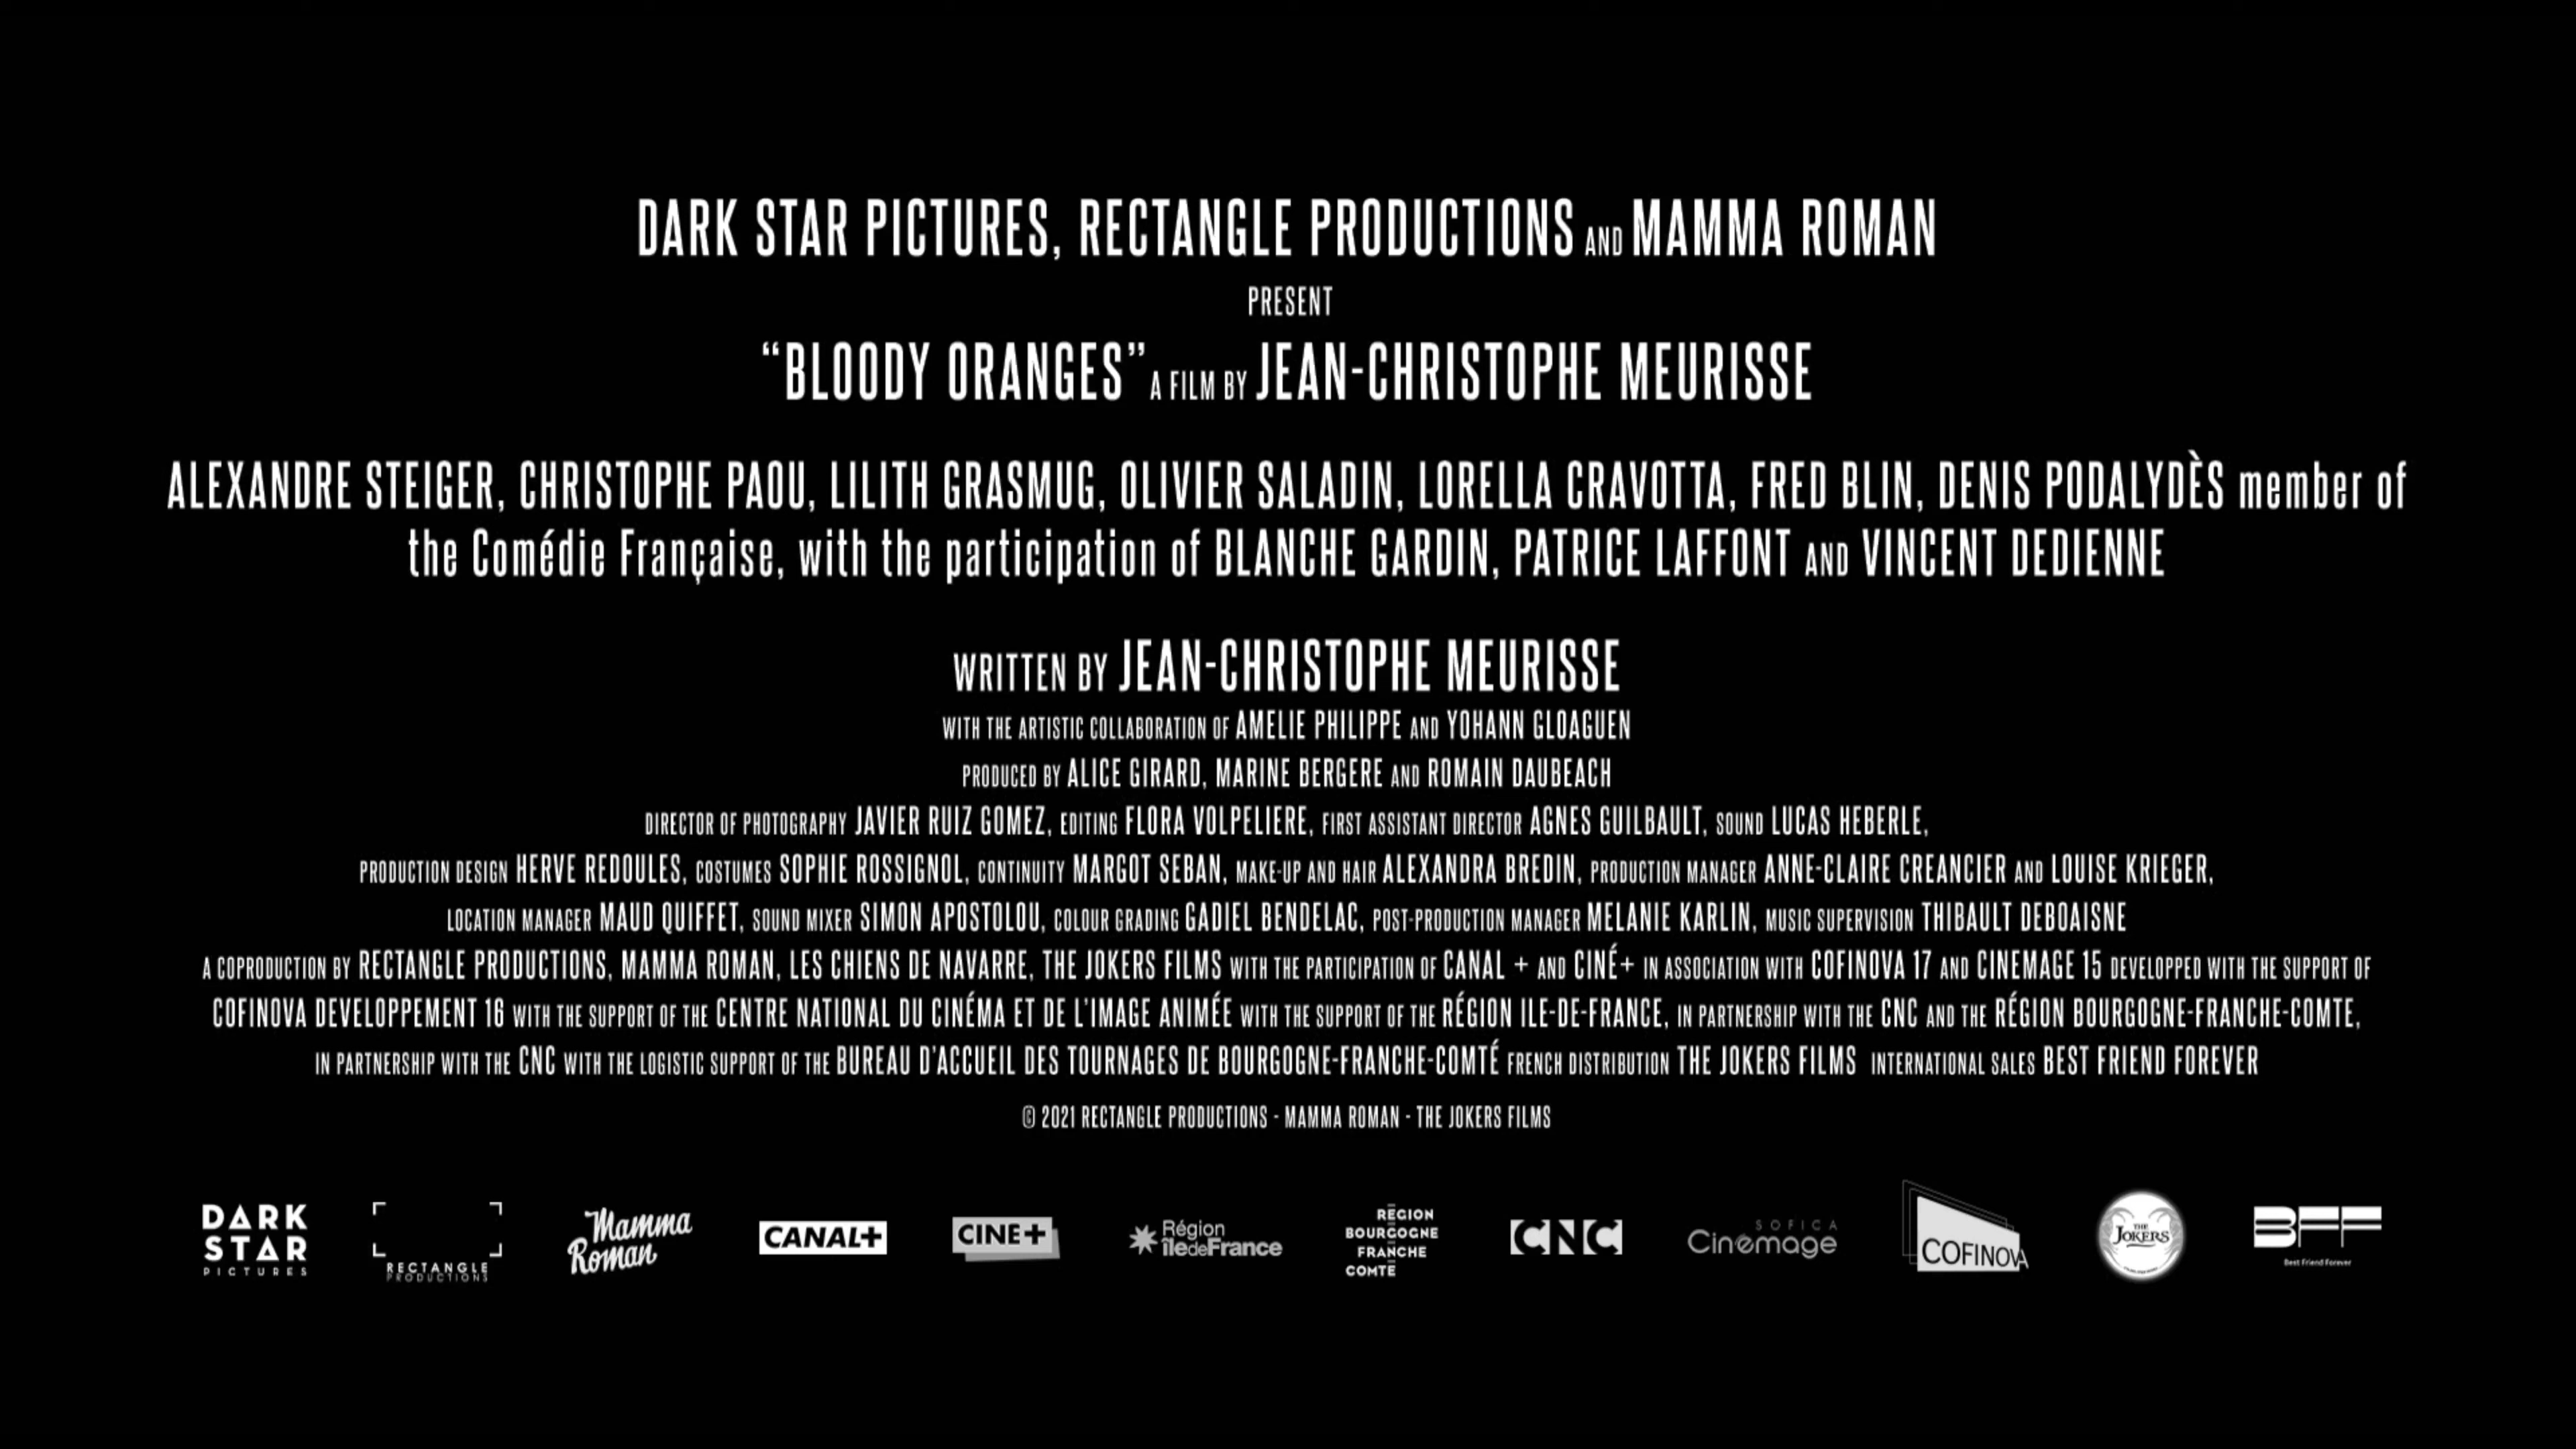 DARK STAR PICTURES, RECTANGLE PRODUCTIONS AND MAMMA ROMAN
PRESENT
“BLOODY ORANGES” A FILM BY JEAN-CHRISTOPHE MEURISSE
ALEXANDRE STEIGER, CHRISTOPHE PAOU, LILITH GRASMUG, OLIVIER SALADIN, LORELLA CRAVOTTA, FRED BLIN, DENIS PODALYDÈS member of
the Comédie Française, with the participation of BLANCHE GARDIN, PATRICE LAFFONT AND VINCENT DEDIENNE
WRITTEN BY JEAN-CHRISTOPHE MEURISSE
WITH THE ARTISTIC COLLABORATION OF AMELIE PHILIPPE AND YOHANN GLOAGUEN
PRODUCED BY ALICE GIRARD, MARINE BERGERE AND ROMAIN DAUBEACH
DIRECTOR OF PHOTOGRAPHY JAVIER RUIZ GOMEZ, EDITING FLORA VOLPELIERE, FIRST ASSISTANT DIRECTOR AGNES GUILBAULT, SOUND LUCAS HEBERLE,
PRODUCTION DESIGN HERVE REDOULES, COSTUMES SOPHIE ROSSIGNOL, CONTINUITY MARGOT SEBAN, MAKE-UP AND HAIR ALEXANDRA BREDIN, PRODUCTION MANAGER ANNE-CLAIRE CREANCIER AND LOUISE KRIEGER,
LOCATION MANAGER MAUD QUIFFET, SOUND MIXER SIMON APOSTOLOU, COLOUR GRADING GADIEL BENDELAC, POST-PRODUCTION MANAGER MELANIE KARLIN, MUSIC SUPERVISION THIBAULT DEBOAISNE
A COPRODUCTION BY RECTANGLE PRODUCTIONS, MAMMA ROMAN, LES CHIENS DE NAVARRE, THE JOKERS FILMS WITH THE PARTICIPATION OF CANAL + AND CINÉ+ IN ASSOCIATION WITH COFINOVA 17 AND CINEMAGE 15 DEVELOPPED WITH THE SUPPORT OF
COFINOVA DEVELOPPEMENT 16 WITH THE SUPPORT OF THE CENTRE NATIONAL DU CINÉMA ET DE L'IMAGE ANIMÉE WITH THE SUPPORT OF THE RÉGION ILE-DE-FRANCE, IN PARTNERSHIP WITH THE CNC AND THE RÉGION BOURGOGNE-FRANCHE-COMTE,
IN PARTNERSHIP WITH THE CNC WITH THE LOGISTIC SUPPORT OF THE BUREAU D'ACCUEIL DES TOURNAGES DE BOURGOGNE-FRANCHE-COMTÉ FRENCH DISTRIBUTION THE JOKERS FILMS INTERNATIONAL SALES BEST FRIEND FOREVER
© 2021 RECTANGLE PRODUCTIONS - MAMMA ROMAN - THE JOKERS FILMS
DARK
STAR
PICTURES
RECTANGLE
PRODUCTIONS
Mamma
Roman
CANAL+
CINE+
Région
îledeFrance
RÉGION
BOURGOGNE
FRANCHE
COMTÉ
CNC
SOFICA
Cinémage
COFINOVA
THE
JOKERS
BFF
Best Friend Forever